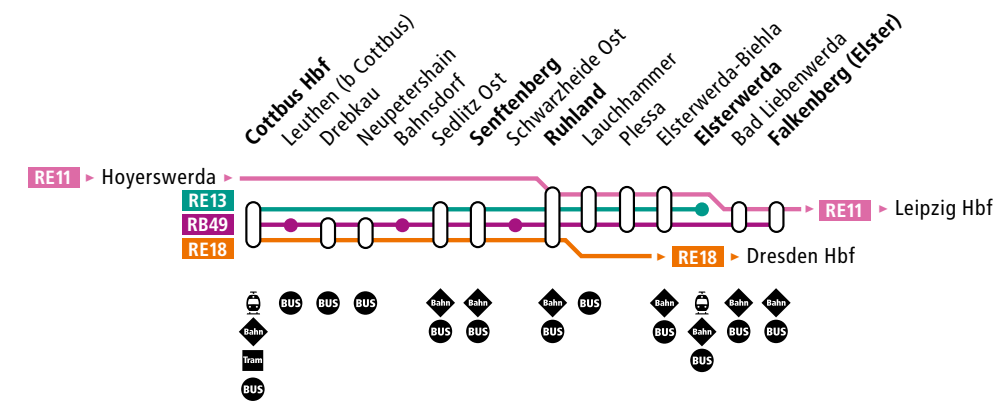 Cottbus Hbf
Leuthen (b Cottbus)
Drebkau
Neupetershain
Bahnsdorf
Sedlitz Ost
Senftenberg
Schwarzheide Ost
Ruhland
Lauchhammer
Plessa
Elsterwerda-Biehla
Elsterwerda
Bad Liebenwerda
Falkenberg (Elster)
RE11 Hoyerswerda
RE13
RE11 Leipzig Hbf
RB49
RE18
RE18 Dresden Hbf
BUS BUS BUS Bahn Bahn Bahn BUS Bahn Bahn Bahn
Bahn BUS BUS BUS BUS Bahn BUS BUS
Tram BUS
BUS